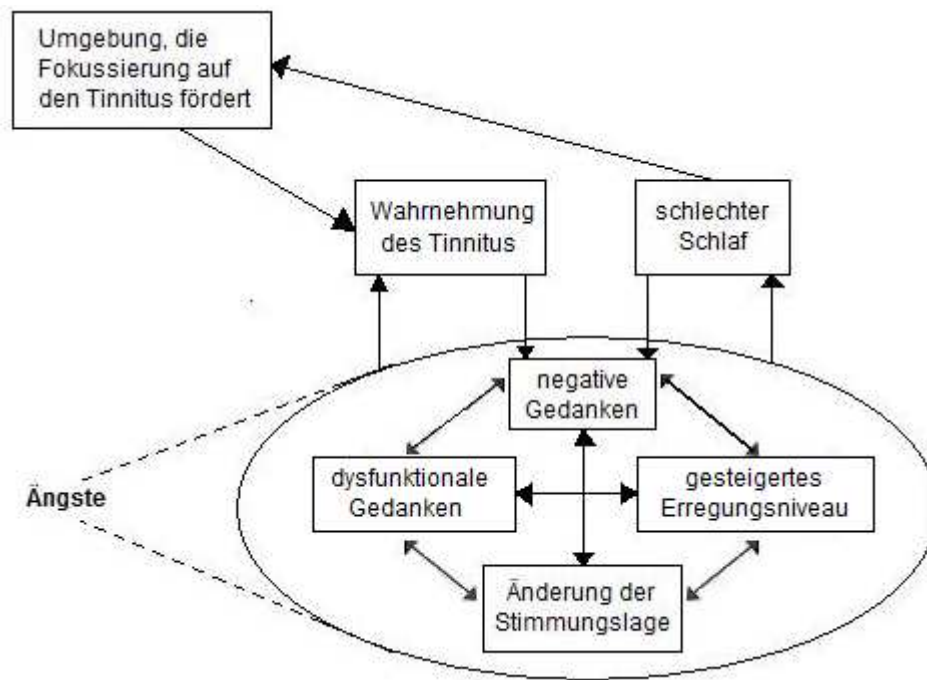 Umgebung, die
Fokussierung auf
den Tinnitus fördert
Wahrnehmung
des Tinnitus
schlechter
Schlaf
negative
Gedanken
dysfunktionale
Gedanken
gesteigertes
Erregungsniveau
Ängste
Änderung der
Stimmungslage